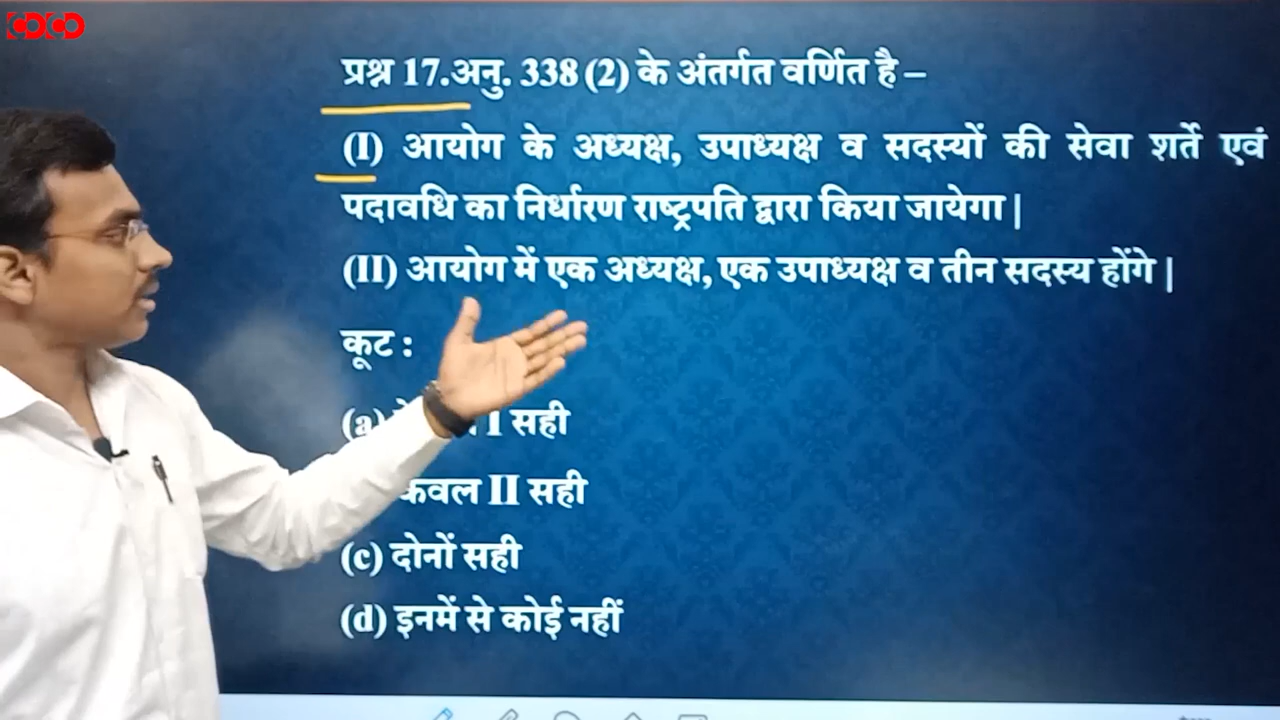 प्रश्न 17.अनु. 338 (2) के अंतर्गत वर्णित है –
(I) आयोग के अध्यक्ष, उपाध्यक्ष व सदस्यों की सेवा शर्ते एवं
पदावधि का निर्धारण राष्ट्रपति द्वारा किया जायेगा |
(II) आयोग में एक अध्यक्ष, एक उपाध्यक्ष व तीन सदस्य होंगे |
कूट :
(a) I सही
केवल II सही
(c) दोनों सही
(d) इनमें से कोई नहीं